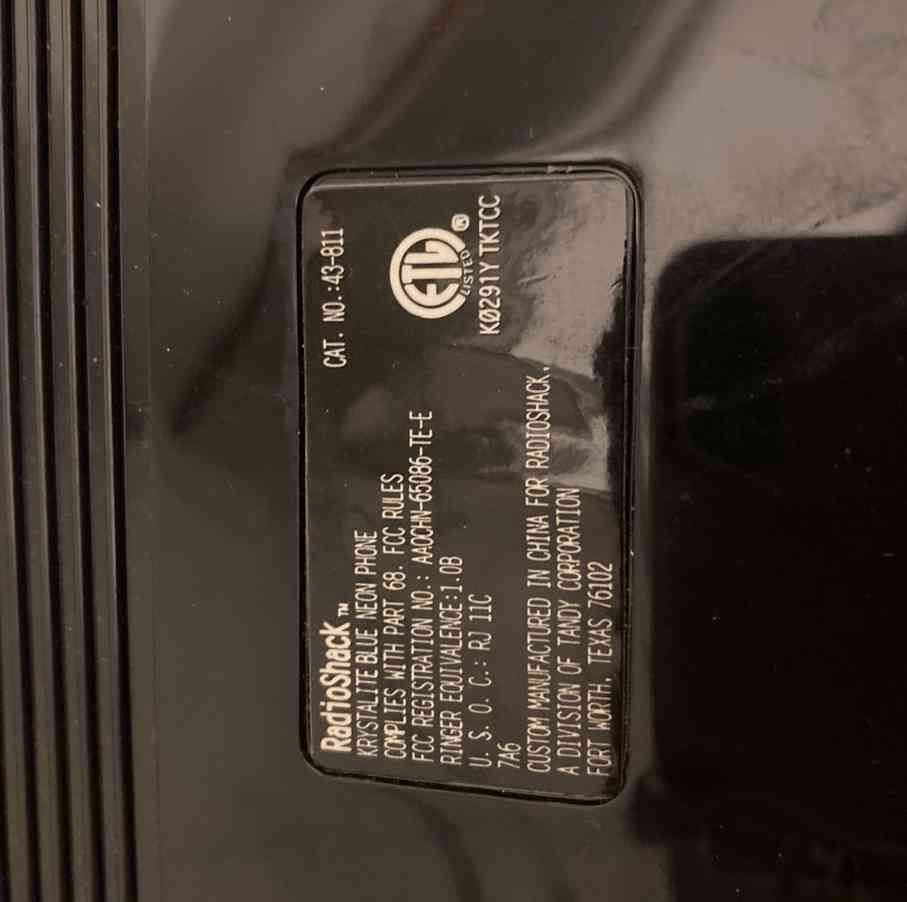 RadioShack™ CAT. NO.:43-811
KRYSTALITE BLUE NEON PHONE
COMPLIES WITH PART 68. FCC RULES
FCC REGISTRATION NO.: AAOCHN-65086-TE-E
RINGER EQUIVALENCE:1.0B
U. S. O. C.: RJ 11C
7A6
ETL
LISTED
®
KØ291Y TKTCC
CUSTOM MANUFACTURED IN CHINA FOR RADIOSHACK,
A DIVISION OF TANDY CORPORATION
FORT WORTH, TEXAS 76102